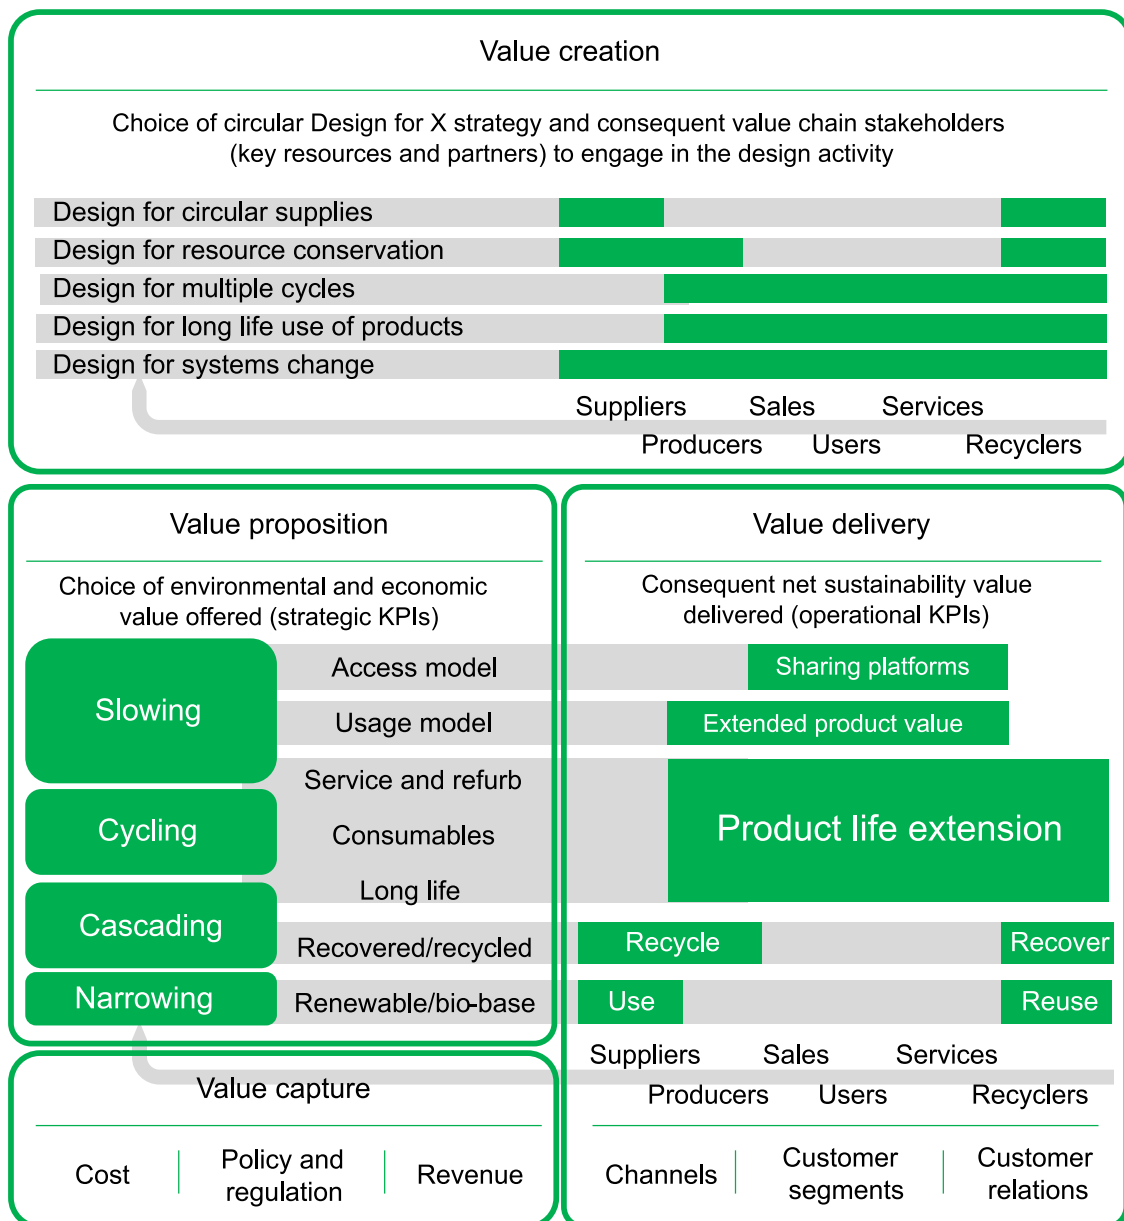 Value creation
Choice of circular Design for X strategy and consequent value chain stakeholders
(key resources and partners) to engage in the design activity
Design for circular supplies
Design for resource conservation
Design for multiple cycles
Design for long life use of products
Design for systems change
Suppliers Sales Services
Producers Users Recyclers
Value proposition
Choice of environmental and economic
value offered (strategic KPIs)
Slowing
Cycling
Cascading
Narrowing
Access model
Usage model
Service and refurb
Consumables
Long life
Recovered/recycled
Renewable/bio-base
Value delivery
Consequent net sustainability value
delivered (operational KPIs)
Sharing platforms
Extended product value
Product life extension
Recycle Recover
Use Reuse
Suppliers Sales Services
Producers Users Recyclers
Value capture
Cost
Policy and
regulation
Revenue
Channels
Customer
segments
Customer
relations